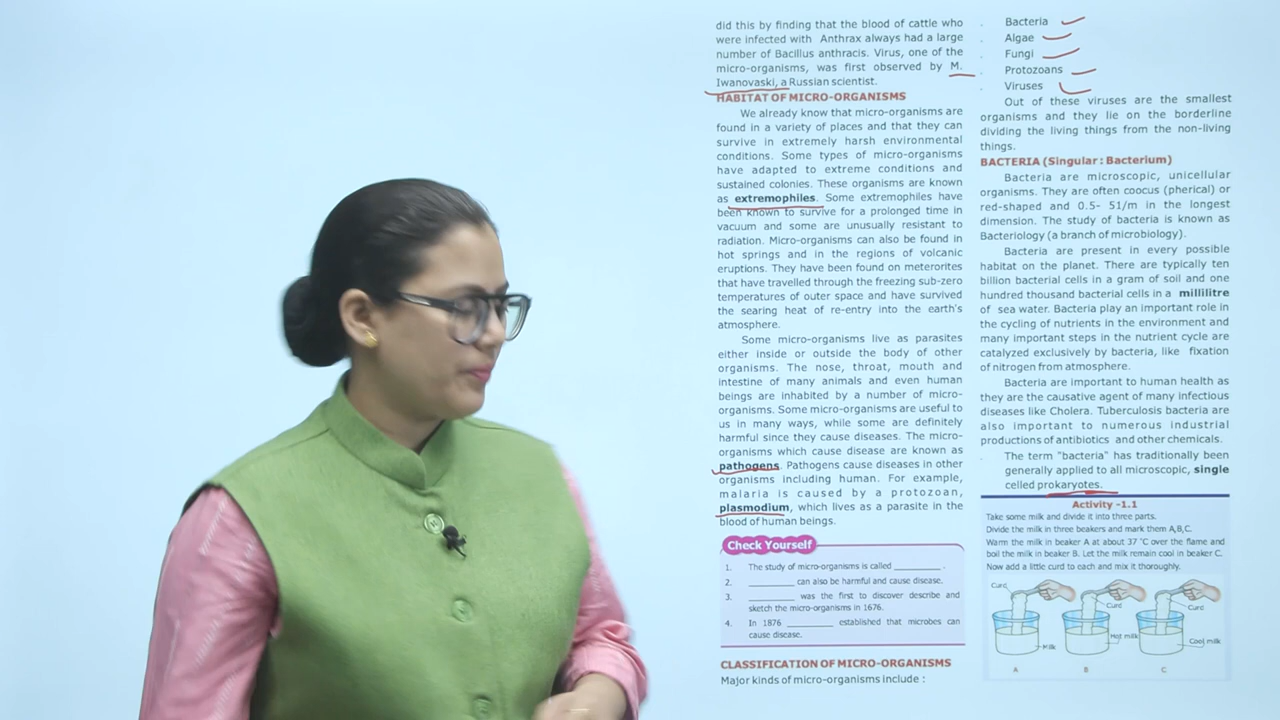 did this by finding that the blood of cattle who
were infected with Anthrax always had a large
number of Bacillus anthracis. Virus, one of the
micro-organisms, was first observed by M.
Iwanovaski, a Russian scientist.
HABITAT OF MICRO-ORGANISMS
We already know that micro-organisms are
found in a variety of places and that they can
survive in extremely harsh environmental
conditions. Some types of micro-organisms
have adapted to extreme conditions and
sustained colonies. These organisms are known
as extremophiles. Some extremophiles have
been known to survive for a prolonged time in
vacuum and some are unusually resistant to
radiation. Micro-organisms can also be found in
hot springs and in the regions of volcanic
eruptions. They have been found on meterorites
that have travelled through the freezing sub-zero
temperatures of outer space and have survived
the searing heat of re-entry into the earth's
atmosphere.
Some micro-organisms live as parasites
either inside or outside the body of other
organisms. The nose, throat, mouth and
intestine of many animals and even human
beings are inhabited by a number of micro-
organisms. Some micro-organisms are useful to
us in many ways, while some are definitely
harmful since they cause diseases. The micro-
organisms which cause disease are known as
pathogens. Pathogens cause diseases in other
organisms including human. For example,
malaria is caused by a protozoan,
plasmodium, which lives as a parasite in the
blood of human beings.
Check Yourself
1. The study of micro-organisms is called ________ .
2. ________ can also be harmful and cause disease.
3. ________ was the first to discover describe and
sketch the micro-organisms in 1676.
4. In 1876 ________ established that microbes can
cause disease.
CLASSIFICATION OF MICRO-ORGANISMS
Major kinds of micro-organisms include :
Bacteria
Algae
Fungi
Protozoans
Viruses
Out of these viruses are the smallest
organisms and they lie on the borderline
dividing the living things from the non-living
things.
BACTERIA (Singular : Bacterium)
Bacteria are microscopic, unicellular
organisms. They are often coocus (pherical) or
red-shaped and 0.5- 51/m in the longest
dimension. The study of bacteria is known as
Bacteriology (a branch of microbiology).
Bacteria are present in every possible
habitat on the planet. There are typically ten
billion bacterial cells in a gram of soil and one
hundred thousand bacterial cells in a millilitre
of sea water. Bacteria play an important role in
the cycling of nutrients in the environment and
many important steps in the nutrient cycle are
catalyzed exclusively by bacteria, like fixation
of nitrogen from atmosphere.
Bacteria are important to human health as
they are the causative agent of many infectious
diseases like Cholera. Tuberculosis bacteria are
also important to numerous industrial
productions of antibiotics and other chemicals.
The term "bacteria" has traditionally been
generally applied to all microscopic, single
celled prokaryotes.
Activity -1.1
Take some milk and divide it into three parts.
Divide the milk in three beakers and mark them A,B,C.
Warm the milk in beaker A at about 37 °C over the flame and
boil the milk in beaker B. Let the milk remain cool in beaker C.
Now add a little curd to each and mix it thoroughly.
Curd
Curd
Curd
Milk
Hot milk
Cool milk
A B C